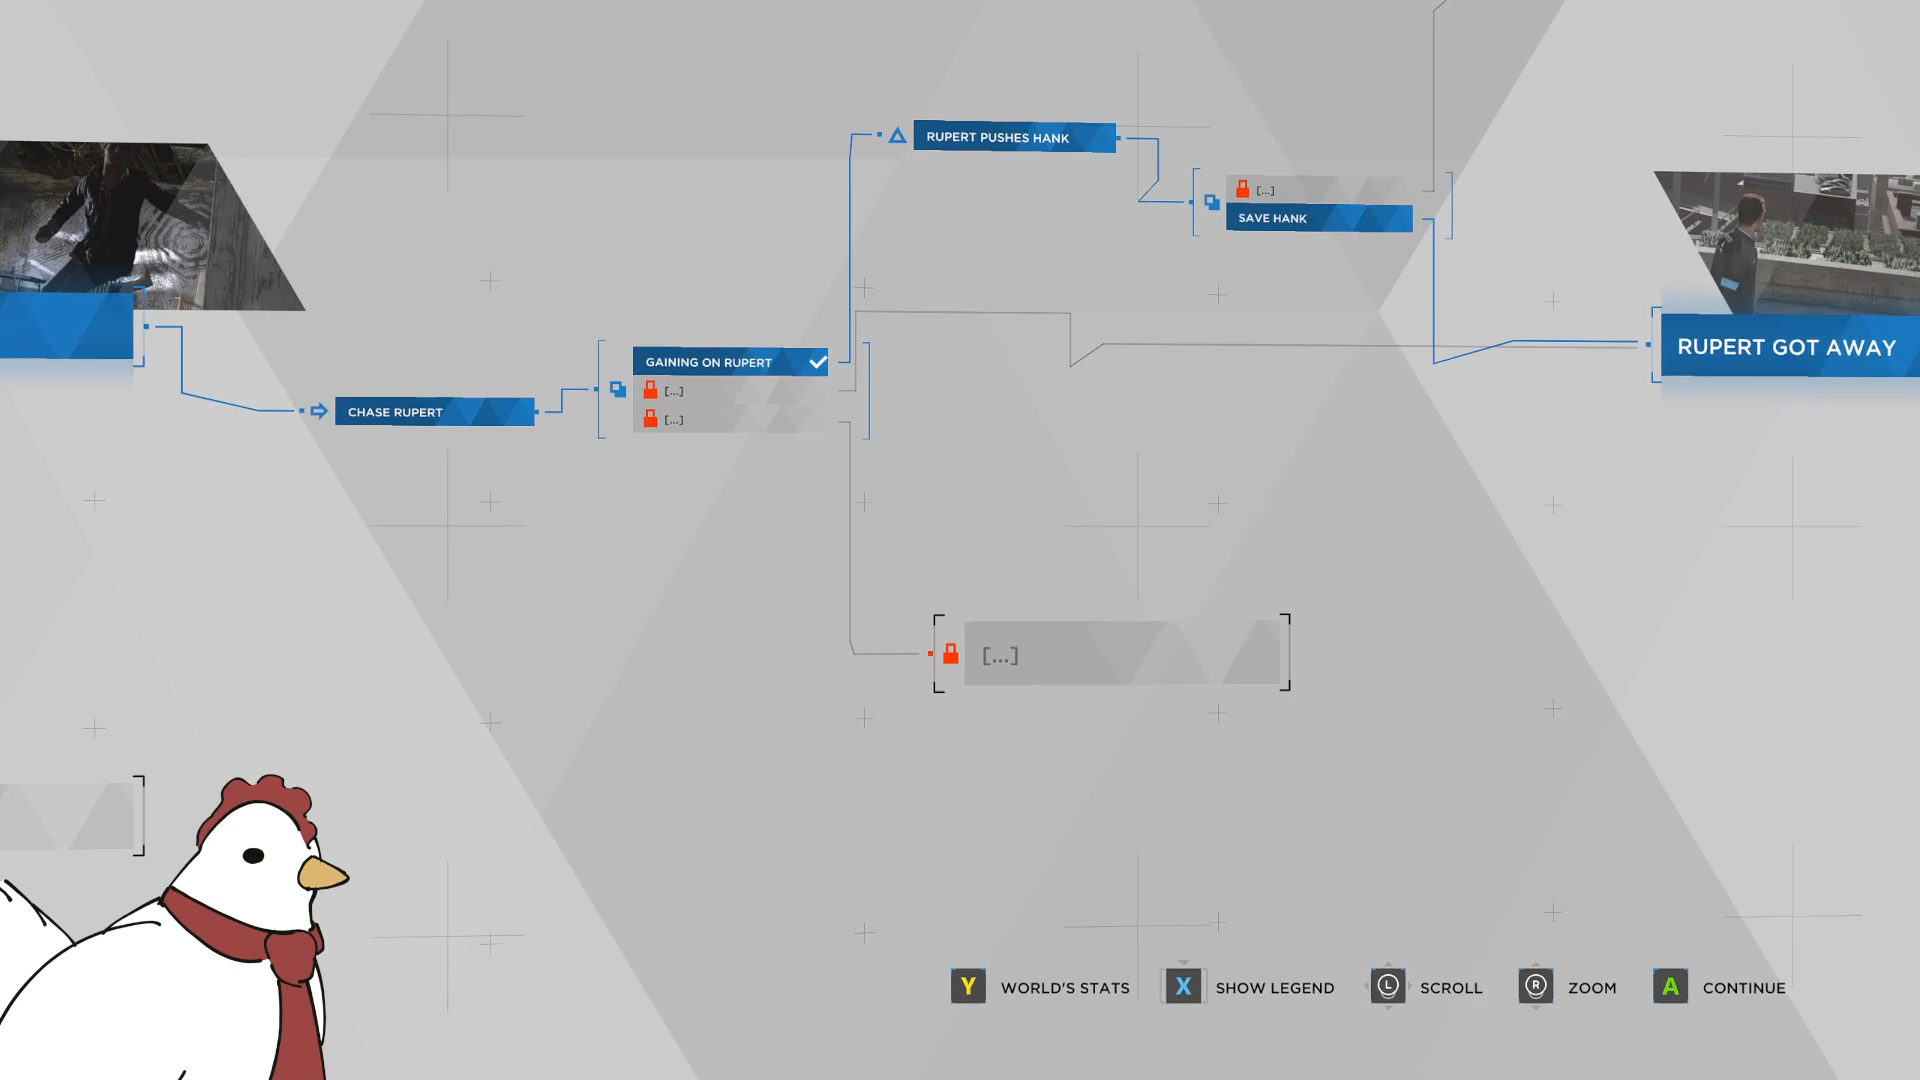 RUPERT PUSHES HANK
[...]
SAVE HANK
RUPERT GOT AWAY
GAINING ON RUPERT
[...]
[...]
CHASE RUPERT
[...]
Y WORLD'S STATS
X SHOW LEGEND
L SCROLL
R ZOOM
A CONTINUE